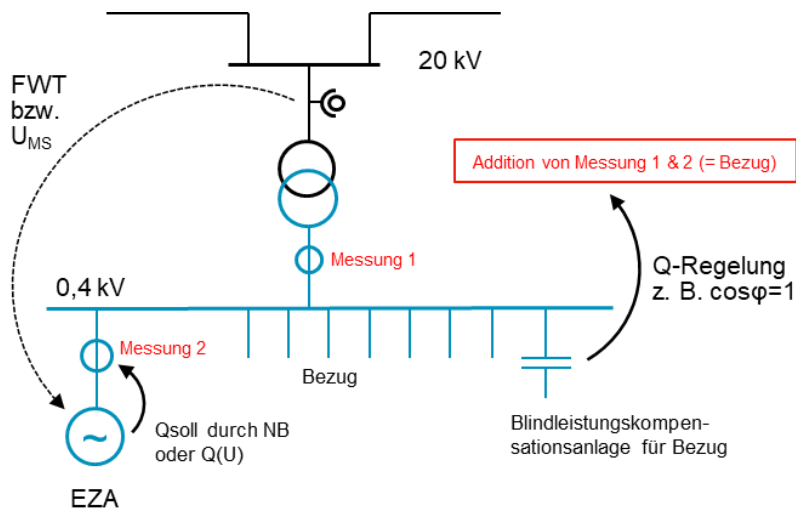 20 kV
FWT
bzw.
U_MS
Addition von Messung 1 & 2 (= Bezug)
Messung 1
Q-Regelung
z. B. cosφ=1
0,4 kV
Messung 2
Bezug
Qsoll durch NB
oder Q(U)
Blindleistungskompen-
sationsanlage für Bezug
~
EZA